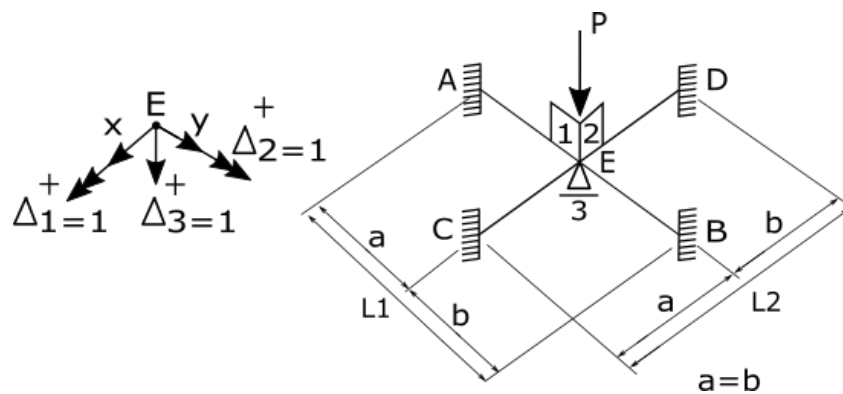 E
x
y
+
Δ1=1
+
Δ3=1
+
Δ2=1
P
A
D
1
2
E
3
C
B
a
b
L1
a
b
L2
a=b